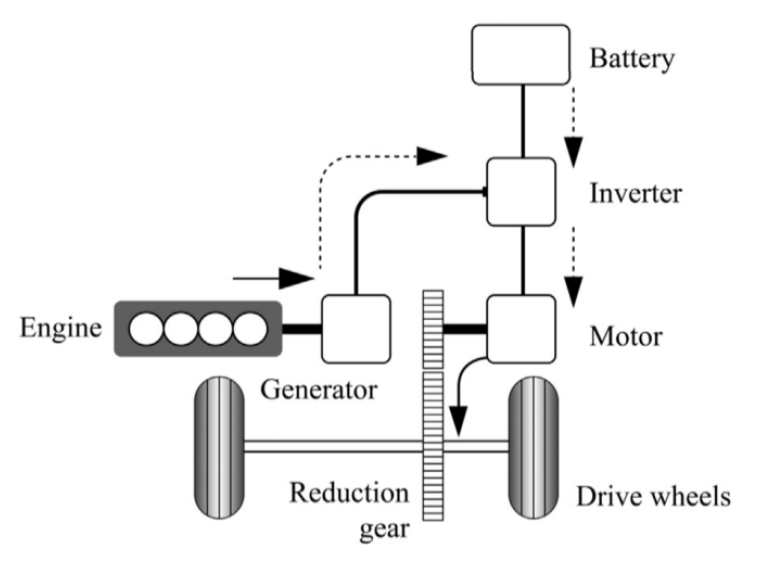 Battery
Inverter
Engine
Motor
Generator
Reduction
gear
Drive wheels